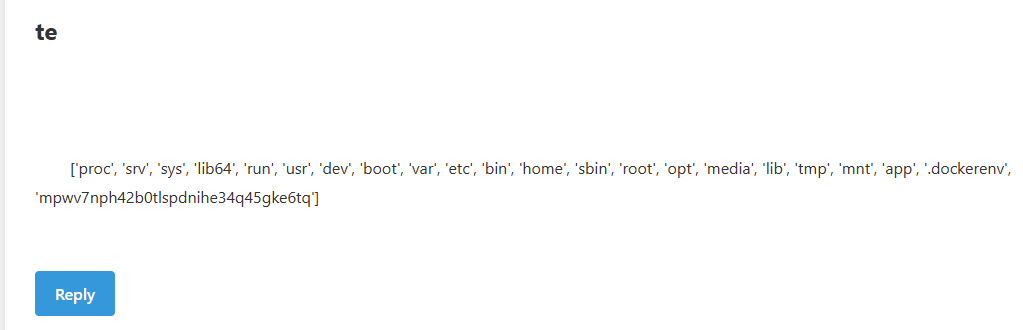 te
['proc', 'srv', 'sys', 'lib64', 'run', 'usr', 'dev', 'boot', 'var', 'etc', 'bin', 'home', 'sbin', 'root', 'opt', 'media', 'lib', 'tmp', 'mnt', 'app', '.dockerenv',
'mpwv7nph42b0tlspdnihe34q45gke6tq']
Reply